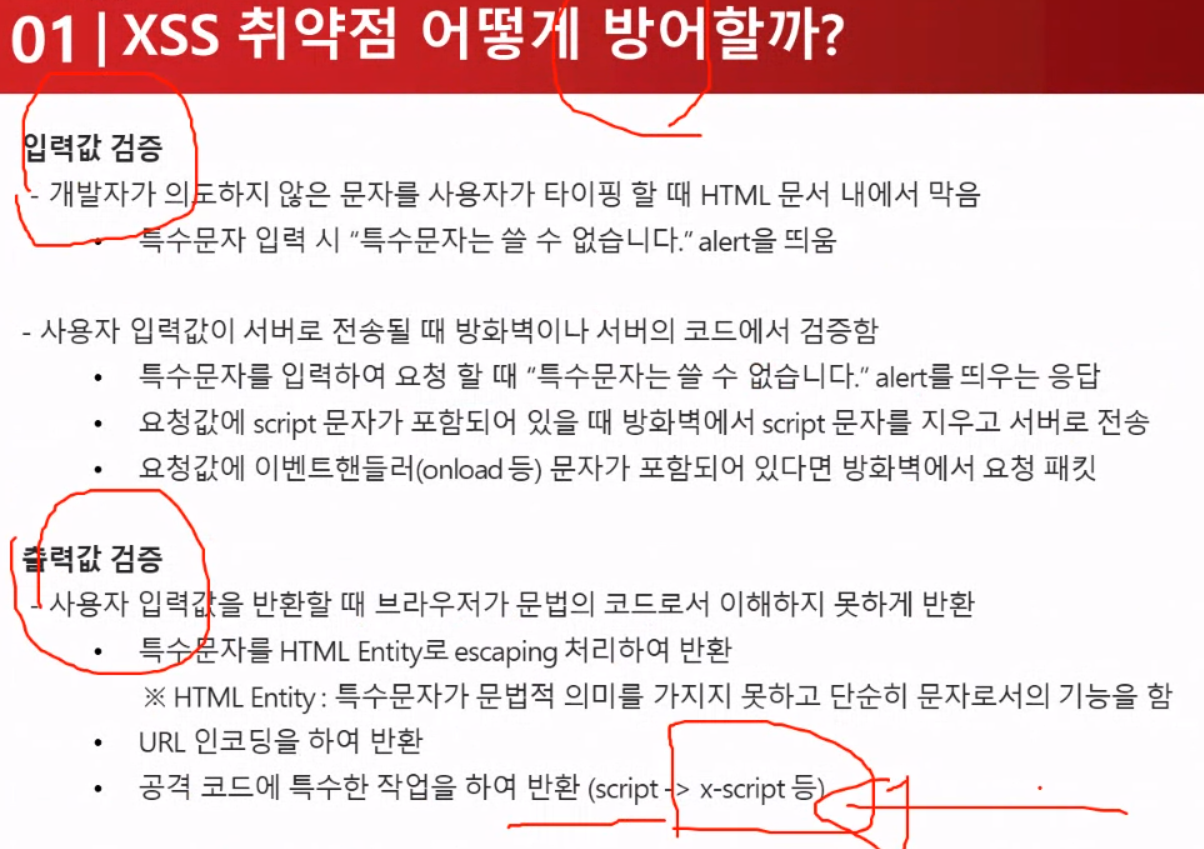 01 | XSS 취약점 어떻게 방어할까?
입력값 검증
- 개발자가 의도하지 않은 문자를 사용자가 타이핑 할 때 HTML 문서 내에서 막음
• 특수문자 입력 시 “특수문자는 쓸 수 없습니다.” alert을 띄움
- 사용자 입력값이 서버로 전송될 때 방화벽이나 서버의 코드에서 검증함
• 특수문자를 입력하여 요청 할 때 “특수문자는 쓸 수 없습니다.” alert를 띄우는 응답
• 요청값에 script 문자가 포함되어 있을 때 방화벽에서 script 문자를 지우고 서버로 전송
• 요청값에 이벤트핸들러(onload 등) 문자가 포함되어 있다면 방화벽에서 요청 패킷
출력값 검증
- 사용자 입력값을 반환할 때 브라우저가 문법의 코드로서 이해하지 못하게 반환
• 특수문자를 HTML Entity로 escaping 처리하여 반환
※ HTML Entity : 특수문자가 문법적 의미를 가지지 못하고 단순히 문자로서의 기능을 함
• URL 인코딩을 하여 반환
• 공격 코드에 특수한 작업을 하여 반환 (script -> x-script 등)